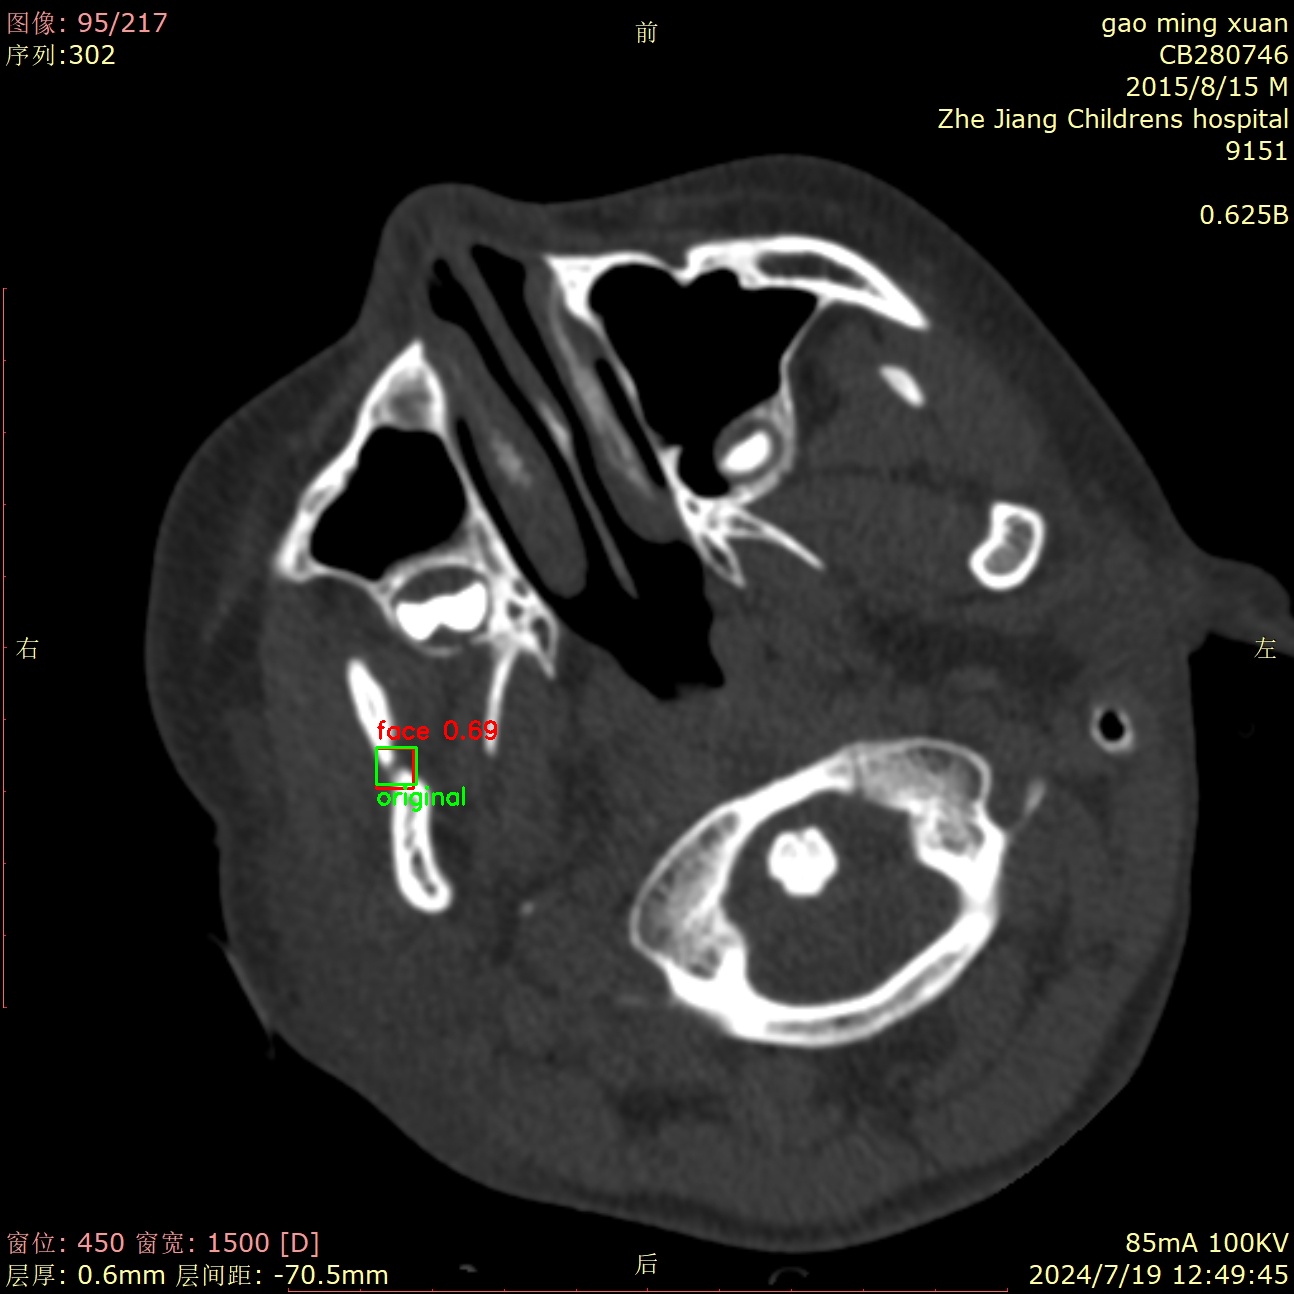 图像: 95/217
序列:302
前
gao ming xuan
CB280746
2015/8/15 M
Zhe Jiang Childrens hospital
9151
0.625B
右
左
face 0.69
original
窗位: 450 窗宽: 1500 [D]
层厚: 0.6mm 层间距: -70.5mm
后
85mA 100KV
2024/7/19 12:49:45